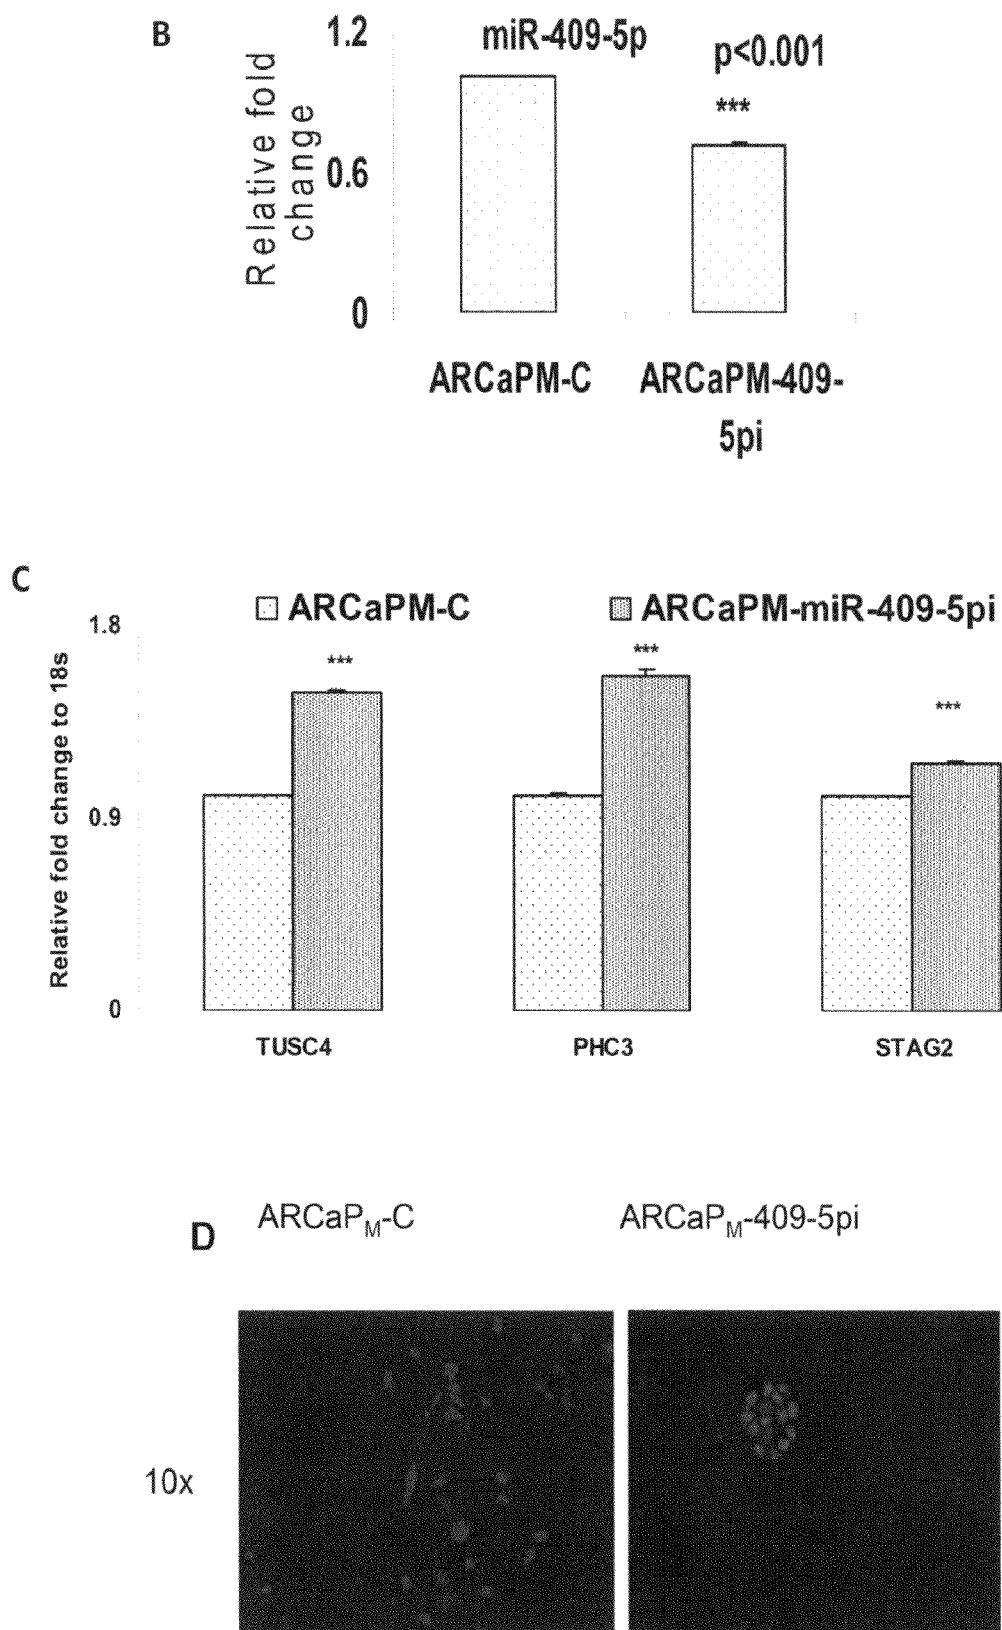 B
1.2
miR-409-5p
p<0.001
***
Relative fold
change
0.6
0
ARCaPM-C
ARCaPM-409-
5pi
C
ARCaPM-C
ARCaPM-miR-409-5pi
1.8
Relative fold change to 18s
***
***
***
0.9
0
TUSC4
PHC3
STAG2
D
ARCaPM-C
ARCaPM-409-5pi
10x